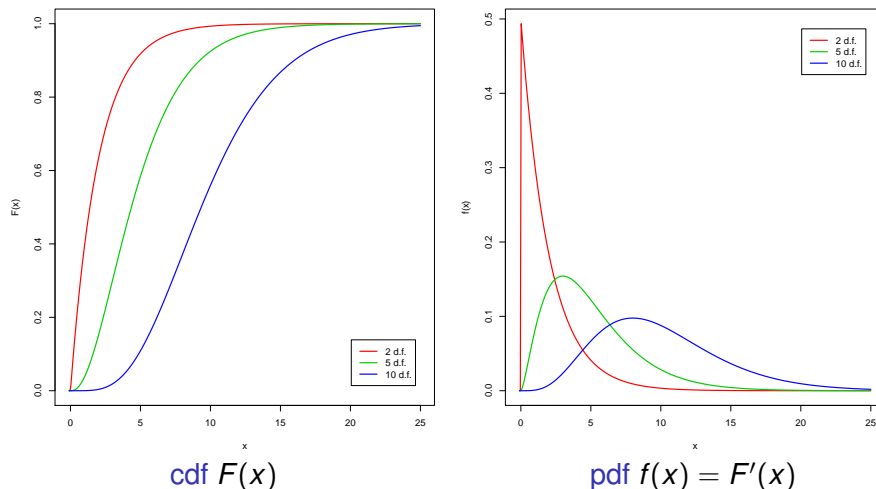 1.0
0.8
0.6
0.4
0.2
0.0
F(x)
2 d.f.
5 d.f.
10 d.f.
0 5 10 15 20 25
x
cdf F(x)
0.5
0.4
0.3
0.2
0.1
0.0
f(x)
2 d.f.
5 d.f.
10 d.f.
0 5 10 15 20 25
x
pdf f(x) = F′(x)